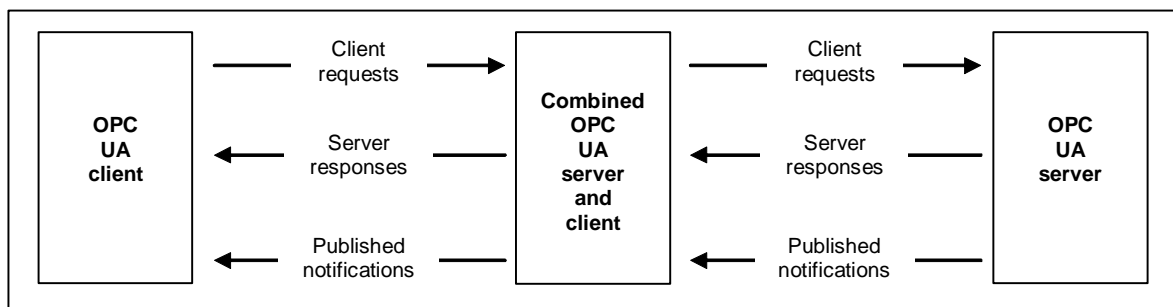 OPC
UA
client
Client
requests
Server
responses
Published
notifications
Combined
OPC
UA
server
and
client
Client
requests
Server
responses
Published
notifications
OPC
UA
server